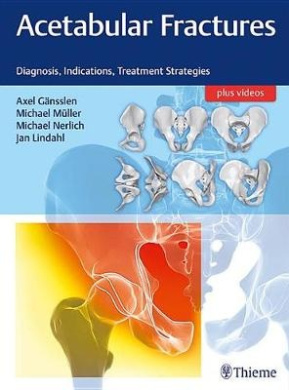 Acetabular Fractures
Diagnosis, Indications, Treatment Strategies
plus videos
Axel Gänsslen
Michael Müller
Michael Nerlich
Jan Lindahl
Thieme